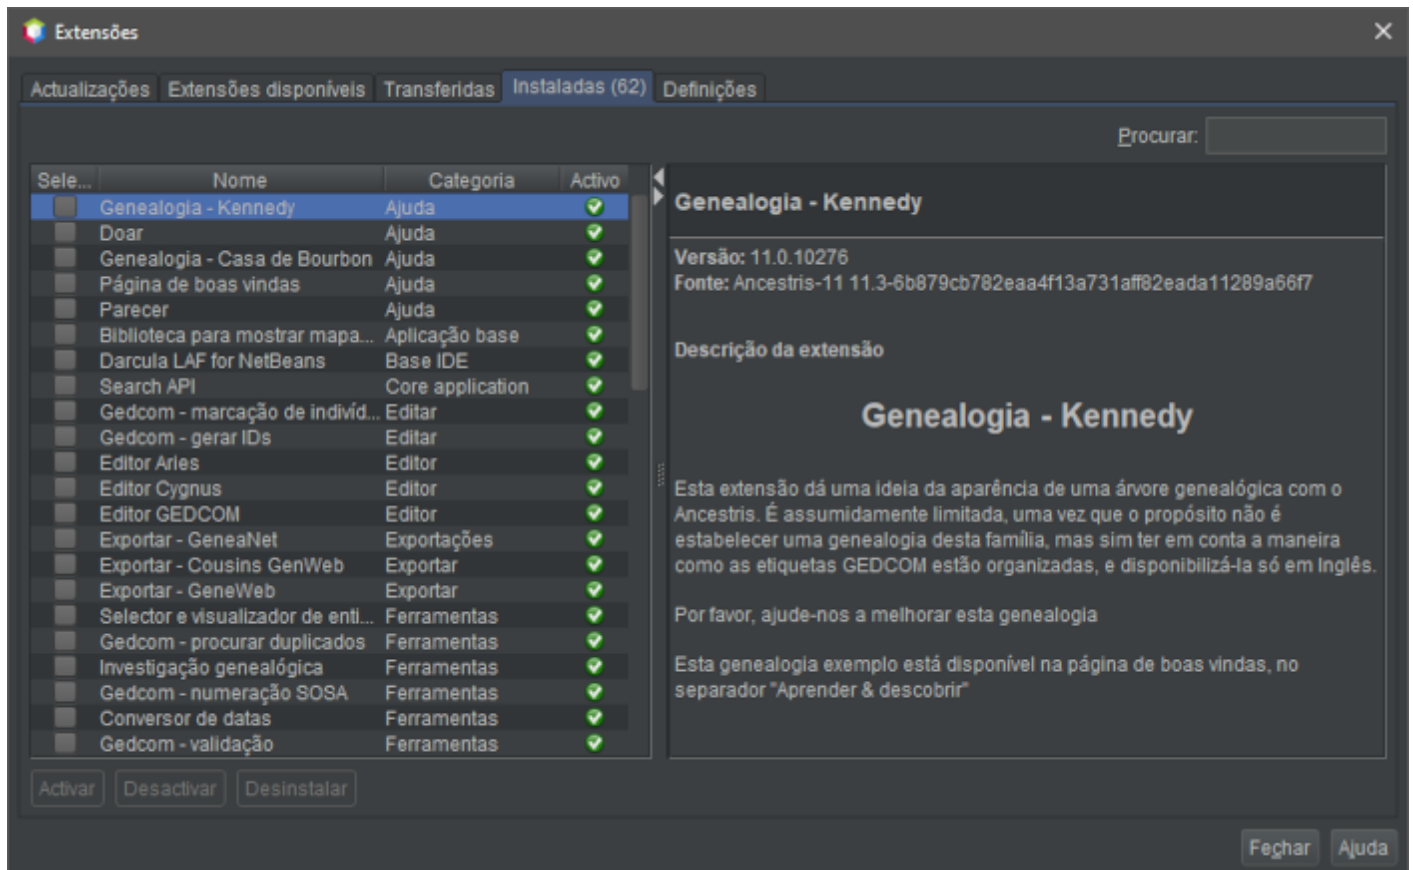 Extensões
Actualizações Extensões disponíveis Transferidas Instaladas (62) Definições
Procurar:
Sele... Nome Categoria Activo
Genealogia - Kennedy Ajuda
Doar Ajuda
Genealogia - Casa de Bourbon Ajuda
Página de boas vindas Ajuda
Parecer Ajuda
Biblioteca para mostrar mapa... Aplicação base
Darcula LAF for NetBeans Base IDE
Search API Core application
Gedcom - marcação de indivíd... Editar
Gedcom - gerar IDs Editar
Editor Aries Editor
Editor Cygnus Editor
Editor GEDCOM Editor
Exportar - GeneaNet Exportações
Exportar - Cousins GenWeb Exportar
Exportar - GeneWeb Exportar
Selector e visualizador de enti... Ferramentas
Gedcom - procurar duplicados Ferramentas
Investigação genealógica Ferramentas
Gedcom - numeração SOSA Ferramentas
Conversor de datas Ferramentas
Gedcom - validação Ferramentas
Genealogia - Kennedy
Versão: 11.0.10276
Fonte: Ancestris-11 11.3-6b879cb782eaa4f13a731aff82eada11289a66f7
Descrição da extensão
Genealogia - Kennedy
Esta extensão dá uma ideia da aparência de uma árvore genealógica com o
Ancestris. É assumidamente limitada, uma vez que o propósito não é
estabelecer uma genealogia desta família, mas sim ter em conta a maneira
como as etiquetas GEDCOM estão organizadas, e disponibilizá-la só em Inglês.
Por favor, ajude-nos a melhorar esta genealogia
Esta genealogia exemplo está disponível na página de boas vindas, no
separador "Aprender & descobrir"
Activar Desactivar Desinstalar
Fechar Ajuda